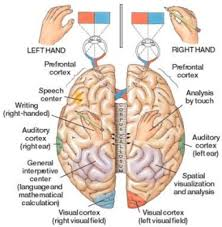 LEFT HAND
RIGHT HAND
Prefrontal
cortex
Prefrontal
cortex
Speech
center
Writing
(right-handed)
Auditory
cortex
(right ear)
General
interpretive
center
(language and
mathematical
calculation)
Visual cortex
(right visual field)
Analysis
by touch
Auditory
cortex
(left ear)
Spatial
visualization
and analysis
Visual cortex
(left visual field)